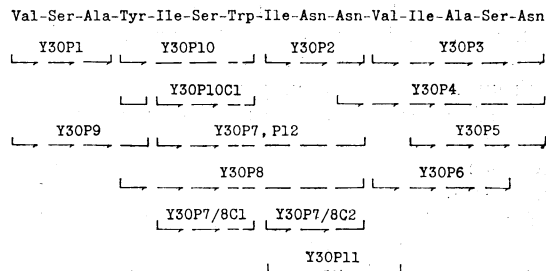 Val-Ser-Ala-Tyr-Ile-Ser-Trp-Ile-Asn-Asn-Val-Ile-Ala-Ser-Asn
Y30P1 Y30P10 Y30P2 Y30P3
Y30P10C1 Y30P4
Y30P9 Y30P7, P12 Y30P5
Y30P8 Y30P6
Y30P7/8C1 Y30P7/8C2
Y30P11